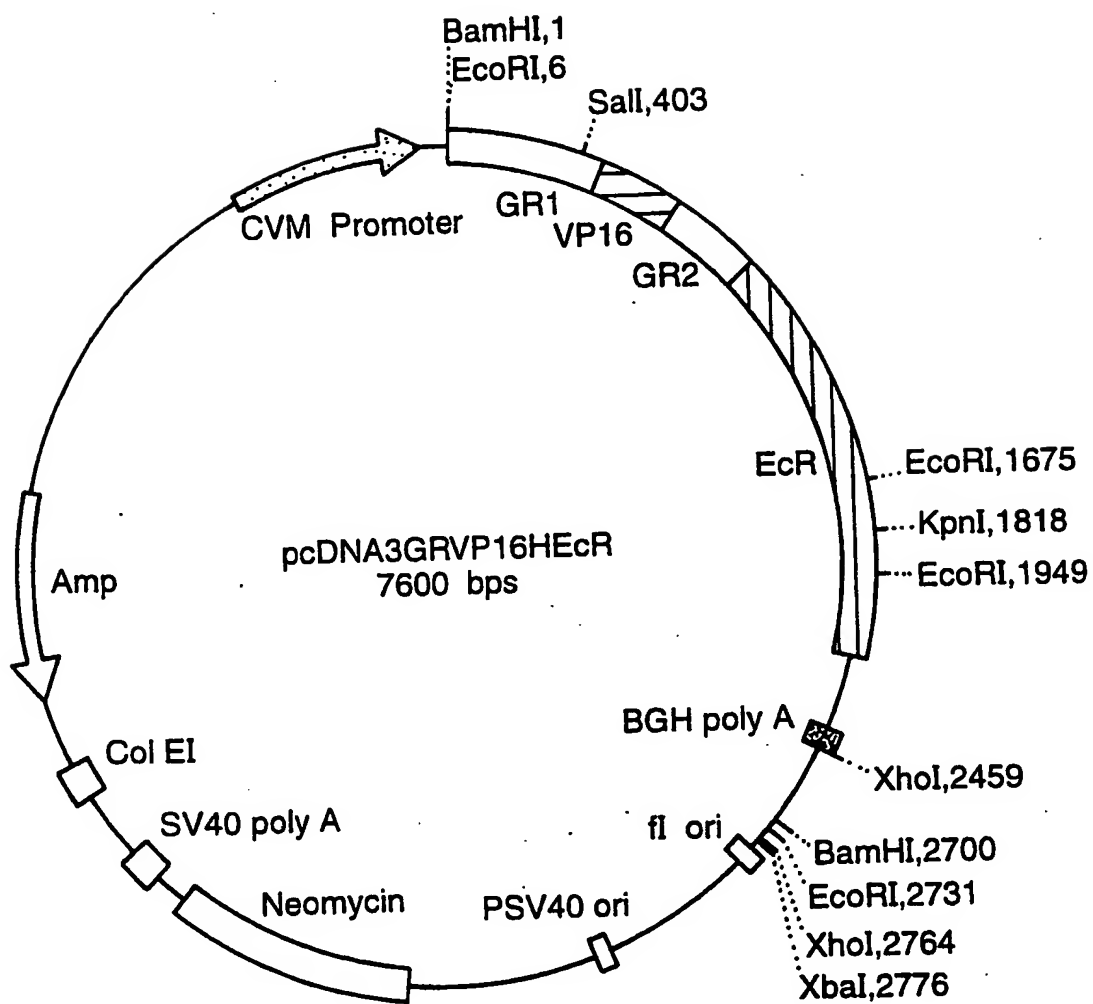 BamHI,1
EcoRI,6
SalI,403
CVM Promoter
GR1
VP16
GR2
EcR
EcoRI,1675
KpnI,1818
EcoRI,1949
pcDNA3GRVP16HEcR
7600 bps
Amp
BGH poly A
XhoI,2459
Col EI
SV40 poly A
fI ori
BamHI,2700
EcoRI,2731
XhoI,2764
XbaI,2776
Neomycin
PSV40 ori